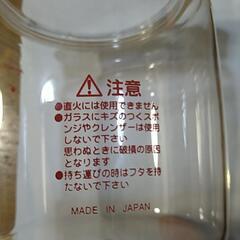 ⚠注意
●直火には使用できません
●ガラスにキズのつくスポ
ンジやクレンザーは使用
しないで下さい
思わぬときに破損の原因
となります
●持ち運びの時はフタを持
たないで下さい
MADE IN JAPAN